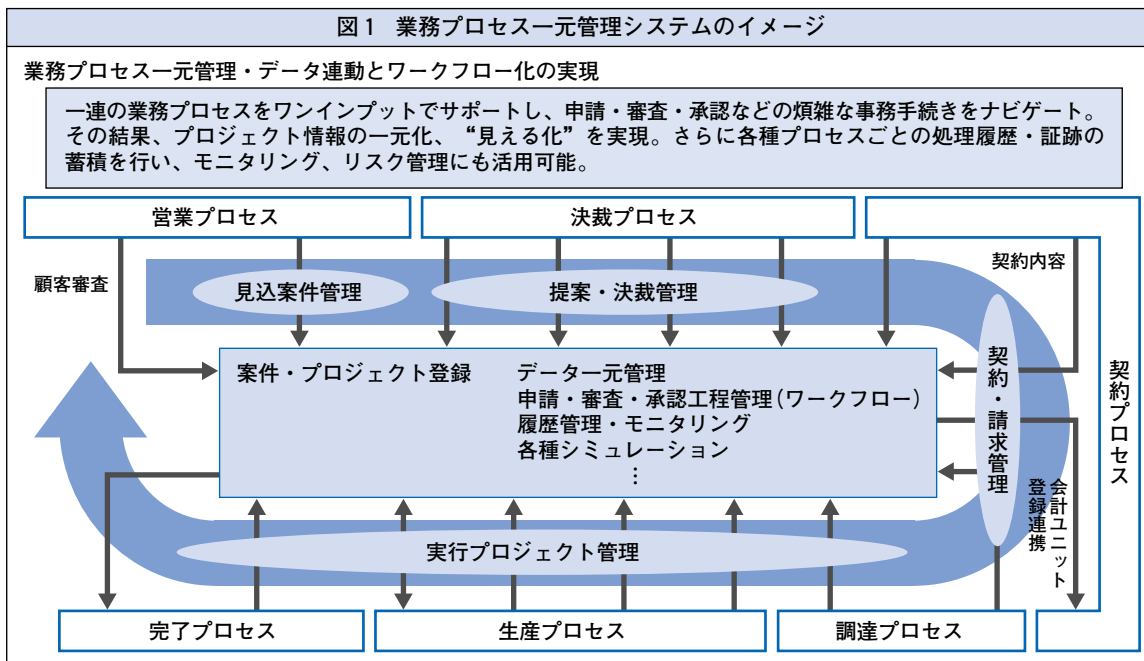 図1 業務プロセス一元管理システムのイメージ
業務プロセス一元管理・データ連動とワークフロー化の実現
一連の業務プロセスをワンインプットでサポートし、申請・審査・承認などの煩雑な事務手続きをナビゲート。
その結果、プロジェクト情報の一元化、“見える化”を実現。さらに各種プロセスごとの処理履歴・証跡の
蓄積を行い、モニタリング、リスク管理にも活用可能。
営業プロセス
決裁プロセス
顧客審査
契約内容
見込案件管理
提案・決裁管理
契約・請求管理
契約プロセス
案件・プロジェクト登録
データ一元管理
申請・審査・承認工程管理(ワークフロー)
履歴管理・モニタリング
各種シミュレーション
⋮
会計ユニット
登録連携
実行プロジェクト管理
完了プロセス
生産プロセス
調達プロセス